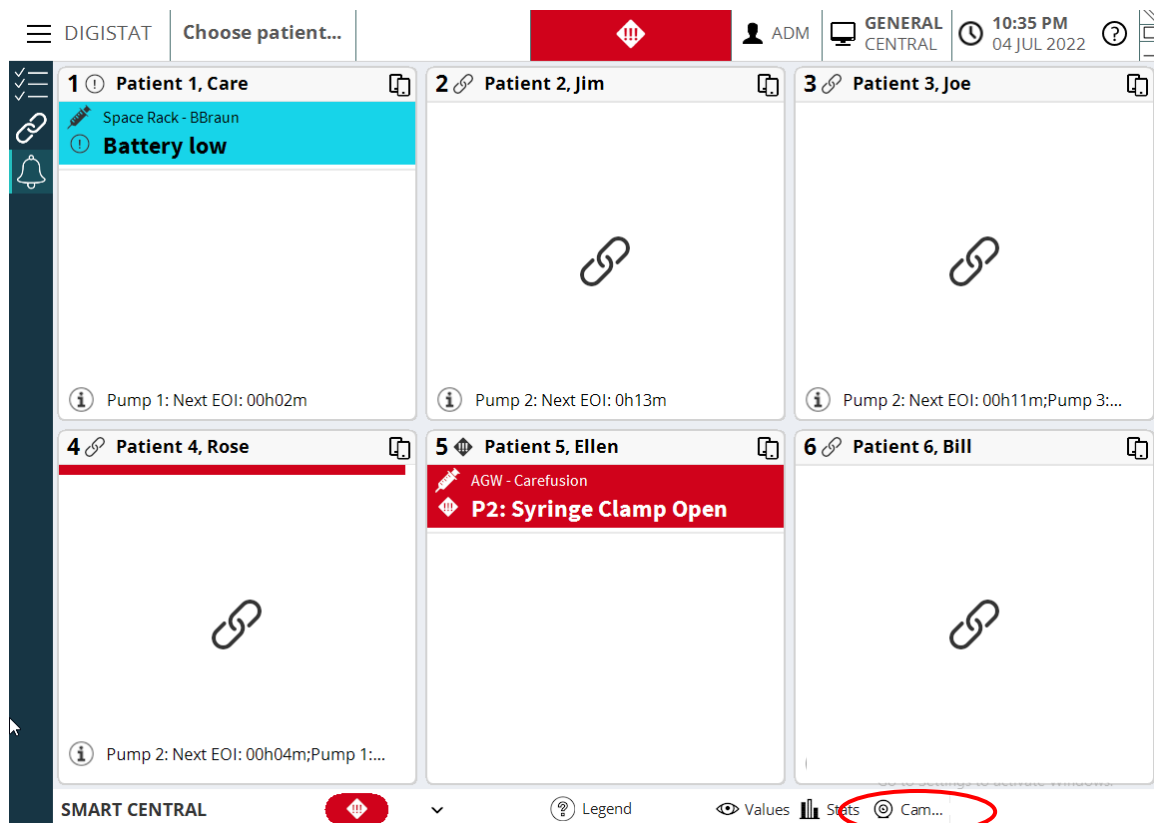 DIGISTAT
Choose patient...
ADM
GENERAL
CENTRAL
10:35 PM
04 JUL 2022
1 Patient 1, Care
Space Rack - BBraun
Battery low
Pump 1: Next EOI: 00h02m
2 Patient 2, Jim
Pump 2: Next EOI: 0h13m
3 Patient 3, Joe
Pump 2: Next EOI: 00h11m;Pump 3:...
4 Patient 4, Rose
Pump 2: Next EOI: 00h04m;Pump 1:...
5 Patient 5, Ellen
AGW - Carefusion
P2: Syringe Clamp Open
6 Patient 6, Bill
Go to Settings to activate Windows.
SMART CENTRAL
Legend
Values
Stats
Cam...